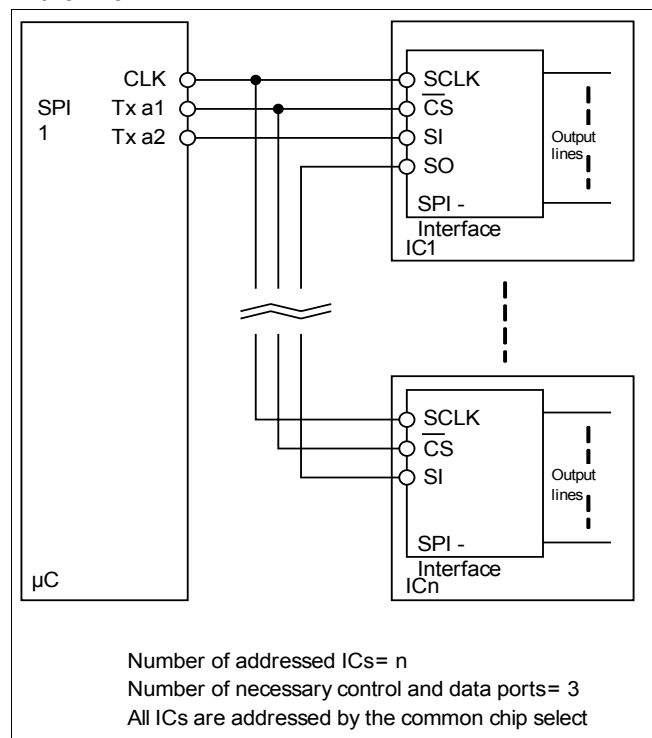 CLK
SPI
1
Tx a1
Tx a2
SCLK
CS
SI
SO
Output
lines
SPI -
Interface
IC1
SCLK
CS
SI
Output
lines
SPI -
Interface
ICn
µC
Number of addressed ICs= n
Number of necessary control and data ports= 3
All ICs are addressed by the common chip select